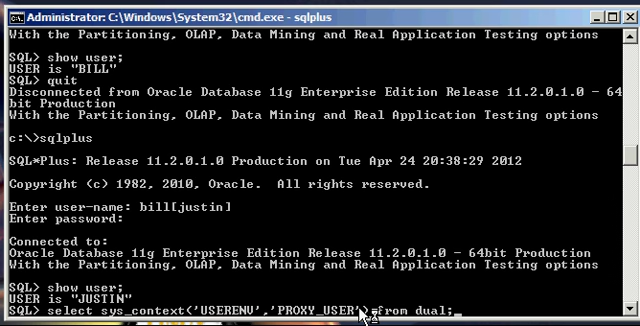 Administrator: C:\Windows\System32\cmd.exe - sqlplus
With the Partitioning, OLAP, Data Mining and Real Application Testing options
SQL> show user;
USER is "BILL"
SQL> quit
Disconnected from Oracle Database 11g Enterprise Edition Release 11.2.0.1.0 - 64
bit Production
With the Partitioning, OLAP, Data Mining and Real Application Testing options
c:\>sqlplus
SQL*Plus: Release 11.2.0.1.0 Production on Tue Apr 24 20:38:29 2012
Copyright (c) 1982, 2010, Oracle.  All rights reserved.
Enter user-name: bill[justin]
Enter password:
Connected to:
Oracle Database 11g Enterprise Edition Release 11.2.0.1.0 - 64bit Production
With the Partitioning, OLAP, Data Mining and Real Application Testing options
SQL> show user;
USER is "JUSTIN"
SQL> select sys_context('USERENV','PROXY_USER') from dual;